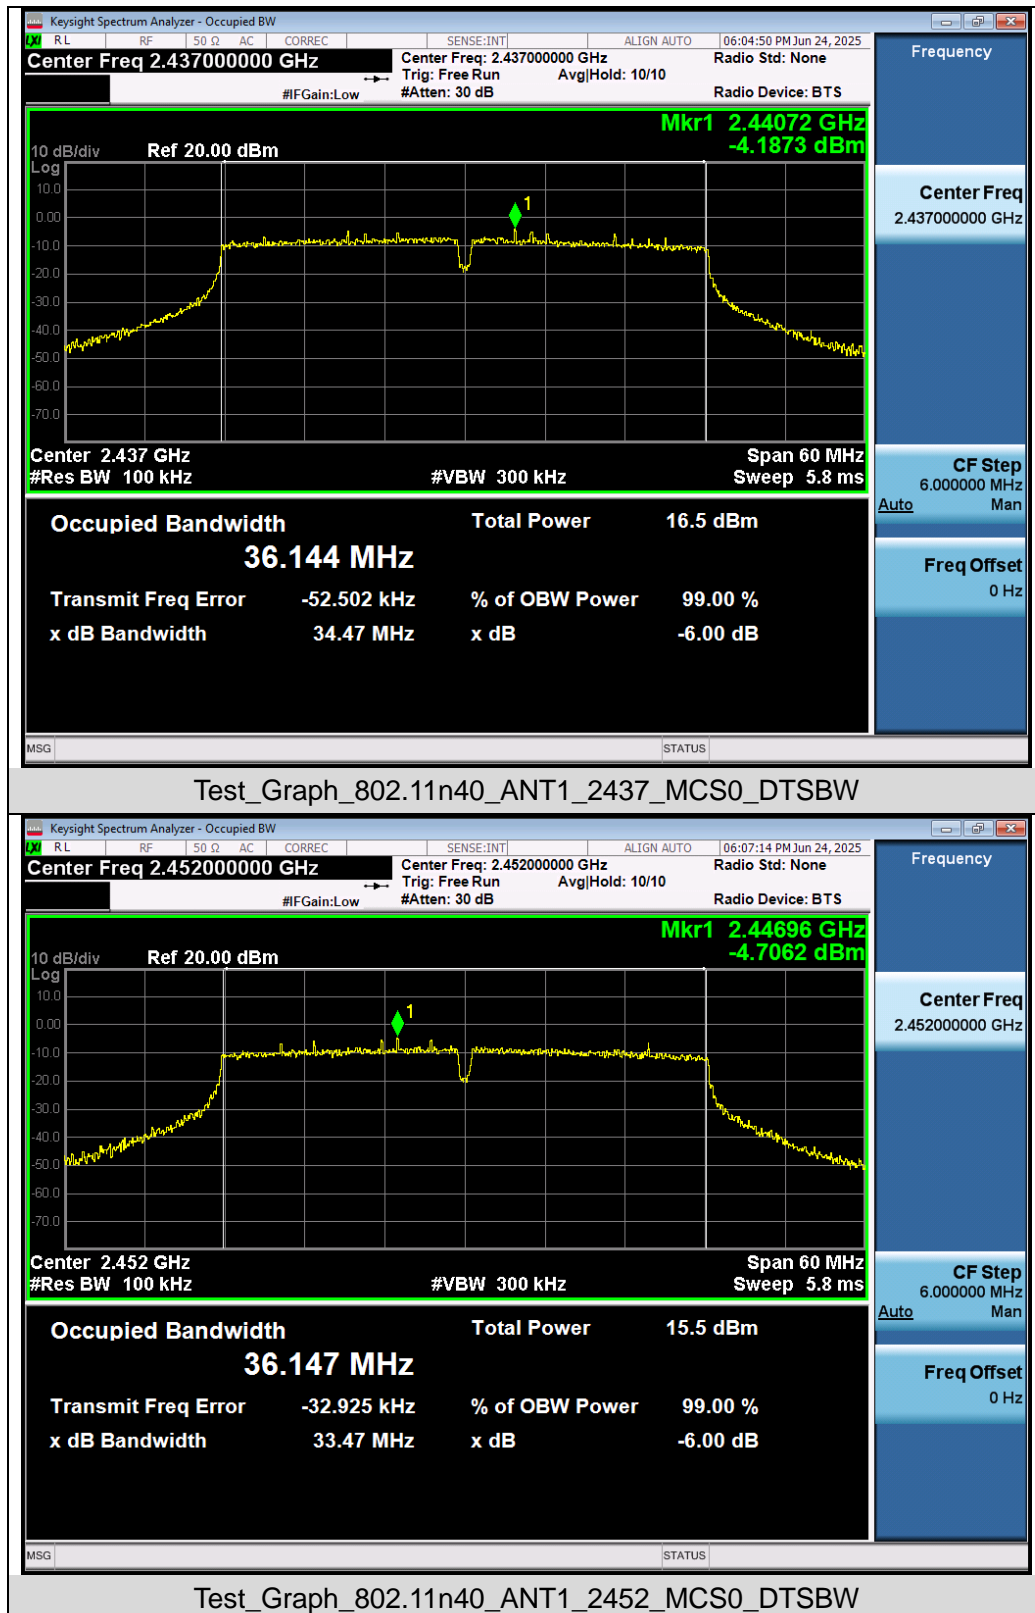 Keysight Spectrum Analyzer - Occupied BW
LXI RL RF 50 Ω AC CORREC SENSE:INT ALIGN AUTO 06:04:50 PM Jun 24, 2025
Center Freq 2.437000000 GHz
Center Freq: 2.437000000 GHz
Radio Std: None
Trig: Free Run Avg|Hold: 10/10
#IFGain:Low
#Atten: 30 dB
Radio Device: BTS
Mkr1 2.44072 GHz
-4.1873 dBm
10 dB/div Ref 20.00 dBm
Log
10.0
0.00
-10.0
-20.0
-30.0
-40.0
-50.0
-60.0
-70.0
1
Center 2.437 GHz Span 60 MHz
#Res BW 100 kHz #VBW 300 kHz Sweep 5.8 ms
Occupied Bandwidth Total Power 16.5 dBm
36.144 MHz
Transmit Freq Error -52.502 kHz % of OBW Power 99.00 %
x dB Bandwidth 34.47 MHz x dB -6.00 dB
MSG STATUS
Frequency
Center Freq
2.437000000 GHz
CF Step
6.000000 MHz
Auto Man
Freq Offset
0 Hz
Test_Graph_802.11n40_ANT1_2437_MCS0_DTSBW
Keysight Spectrum Analyzer - Occupied BW
LXI RL RF 50 Ω AC CORREC SENSE:INT ALIGN AUTO 06:07:14 PM Jun 24, 2025
Center Freq 2.452000000 GHz
Center Freq: 2.452000000 GHz
Radio Std: None
Trig: Free Run Avg|Hold: 10/10
#IFGain:Low
#Atten: 30 dB
Radio Device: BTS
Mkr1 2.44696 GHz
-4.7062 dBm
10 dB/div Ref 20.00 dBm
Log
10.0
0.00
-10.0
-20.0
-30.0
-40.0
-50.0
-60.0
-70.0
1
Center 2.452 GHz Span 60 MHz
#Res BW 100 kHz #VBW 300 kHz Sweep 5.8 ms
Occupied Bandwidth Total Power 15.5 dBm
36.147 MHz
Transmit Freq Error -32.925 kHz % of OBW Power 99.00 %
x dB Bandwidth 33.47 MHz x dB -6.00 dB
MSG STATUS
Frequency
Center Freq
2.452000000 GHz
CF Step
6.000000 MHz
Auto Man
Freq Offset
0 Hz
Test_Graph_802.11n40_ANT1_2452_MCS0_DTSBW